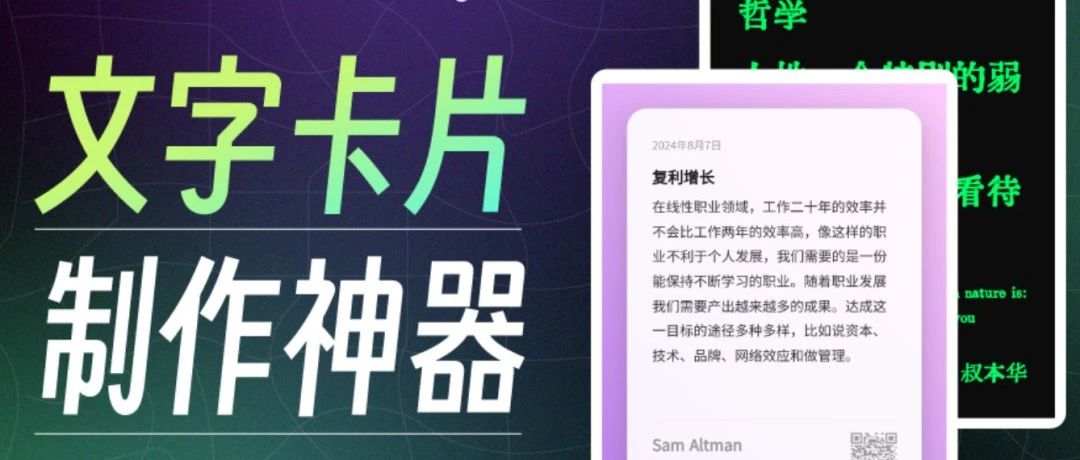 文字卡片
制作神器
2024年8月7日
复利增长
在线性职业领域，工作二十年的效率并
不会比工作两年的效率高，像这样的职
业不利于个人发展，我们需要的是一份
能保持不断学习的职业。随着职业发展
我们需要产出越来越多的成果。达成这
一目标的途径多种多样，比如说资本、
技术、品牌、网络效应和做管理。
Sam Altman
哲学
的弱
看待
nature is:
you
叔本华